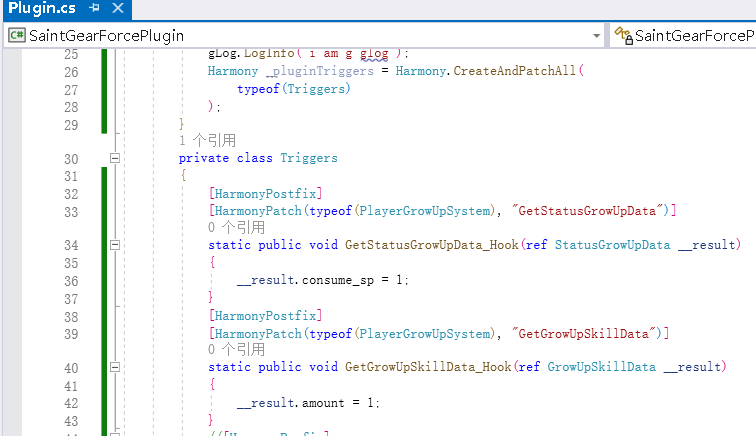 Plugin.cs
SaintGearForcePlugin
SaintGearForceP
25 gLog.LogInfo( i am g glog );
26 Harmony _pluginTriggers = Harmony.CreateAndPatchAll(
27 typeof(Triggers)
28 );
29 }
1 个引用
30 private class Triggers
31 {
32 [HarmonyPostfix]
33 [HarmonyPatch(typeof(PlayerGrowUpSystem), "GetStatusGrowUpData")]
0 个引用
34 static public void GetStatusGrowUpData_Hook(ref StatusGrowUpData __result)
35 {
36 __result.consume_sp = 1;
37 }
38 [HarmonyPostfix]
39 [HarmonyPatch(typeof(PlayerGrowUpSystem), "GetGrowUpSkillData")]
0 个引用
40 static public void GetGrowUpSkillData_Hook(ref GrowUpSkillData __result)
41 {
42 __result.amount = 1;
43 }